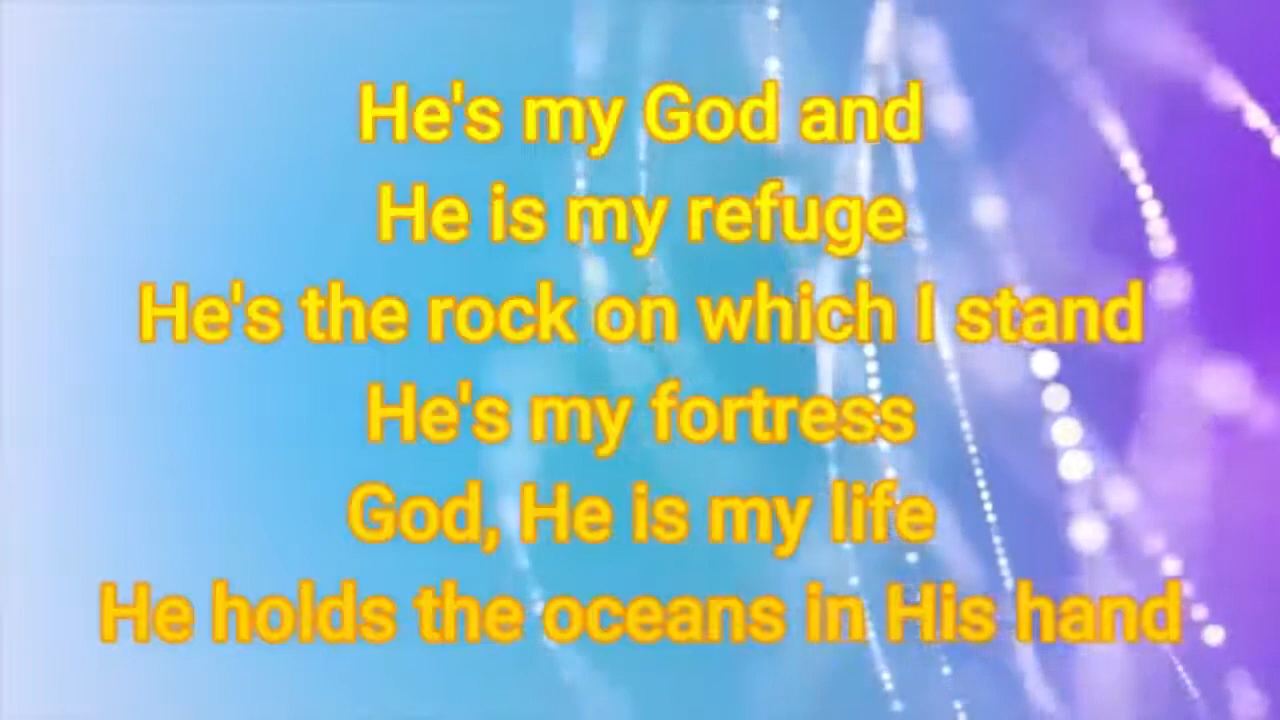 He's my God and
He is my refuge
He's the rock on which I stand
He's my fortress
God, He is my life
He holds the oceans in His hand